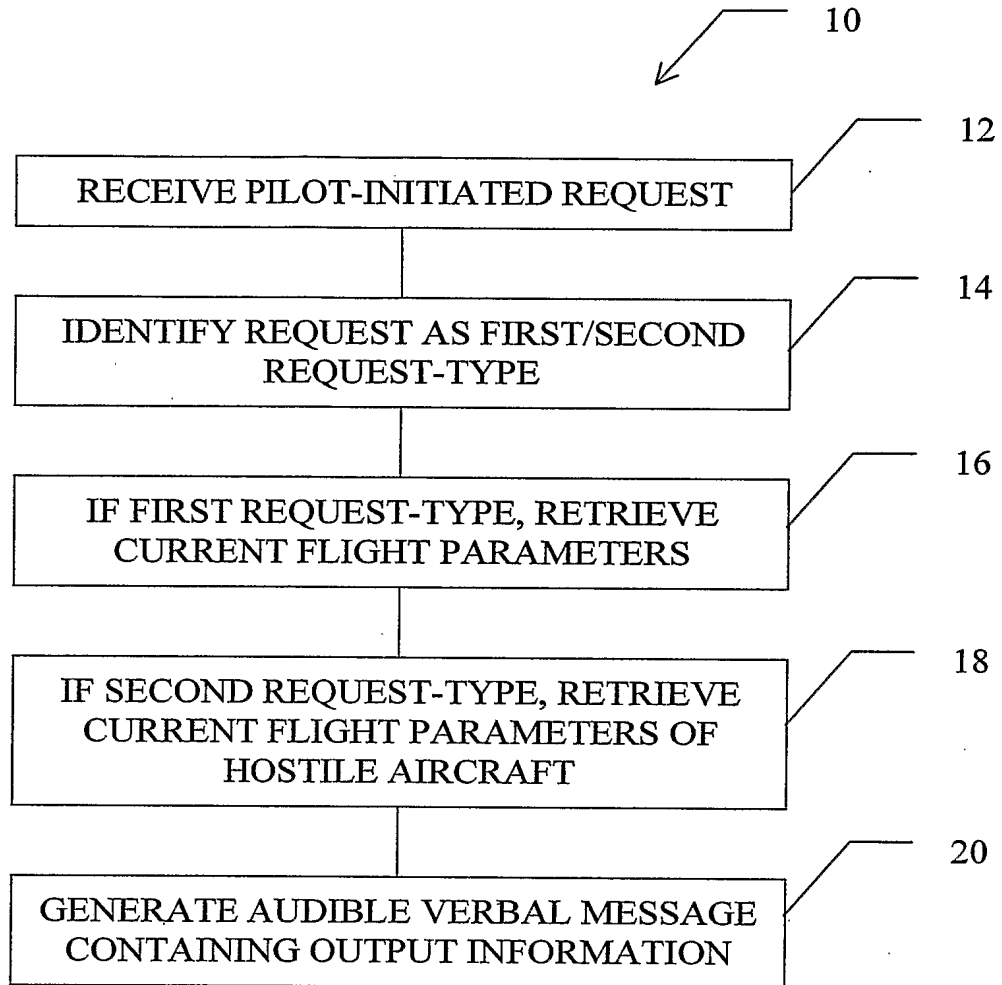 10
12
RECEIVE PILOT-INITIATED REQUEST
14
IDENTIFY REQUEST AS FIRST/SECOND
REQUEST-TYPE
16
IF FIRST REQUEST-TYPE, RETRIEVE
CURRENT FLIGHT PARAMETERS
18
IF SECOND REQUEST-TYPE, RETRIEVE
CURRENT FLIGHT PARAMETERS OF
HOSTILE AIRCRAFT
20
GENERATE AUDIBLE VERBAL MESSAGE
CONTAINING OUTPUT INFORMATION